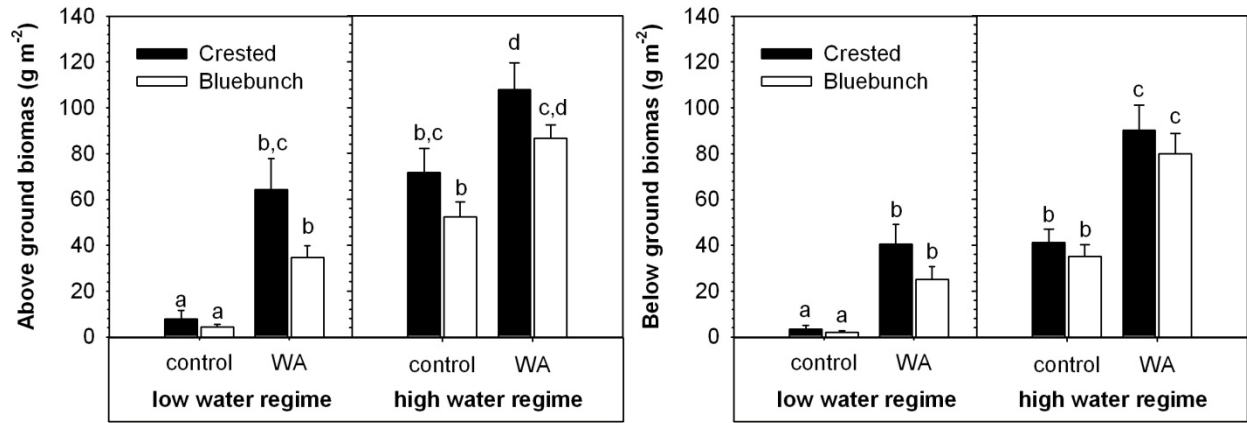 Above ground biomas (g m-2)
140
120
100
80
60
40
20
0
Crested
Bluebunch
a
a
b,c
b
b,c
b
d
c,d
control
WA
control
WA
low water regime
high water regime
Below ground biomas (g m-2)
140
120
100
80
60
40
20
0
Crested
Bluebunch
a
a
b
b
b
b
c
c
control
WA
control
WA
low water regime
high water regime